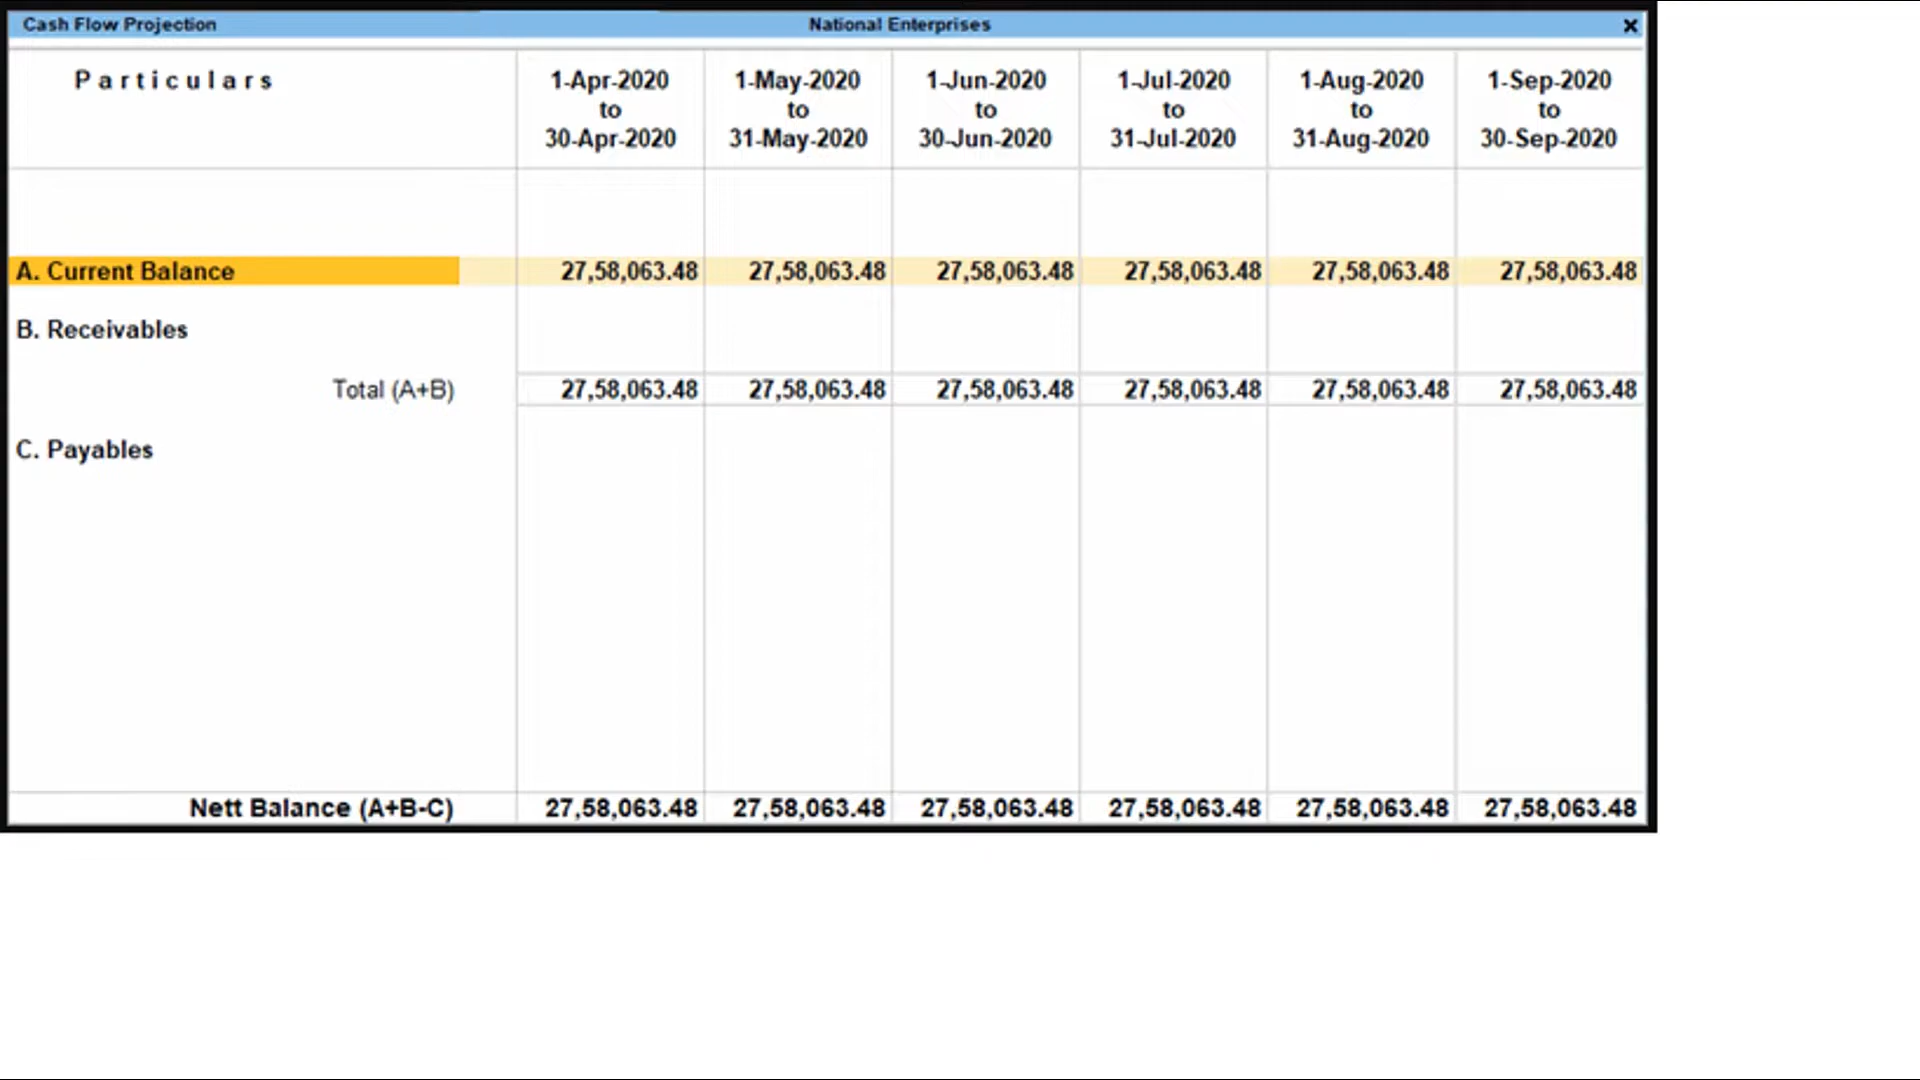 Cash Flow Projection National Enterprises x
Particulars 1-Apr-2020 1-May-2020 1-Jun-2020 1-Jul-2020 1-Aug-2020 1-Sep-2020
to to to to to to
30-Apr-2020 31-May-2020 30-Jun-2020 31-Jul-2020 31-Aug-2020 30-Sep-2020
A. Current Balance 27,58,063.48 27,58,063.48 27,58,063.48 27,58,063.48 27,58,063.48 27,58,063.48
B. Receivables
Total (A+B) 27,58,063.48 27,58,063.48 27,58,063.48 27,58,063.48 27,58,063.48 27,58,063.48
C. Payables
Nett Balance (A+B-C) 27,58,063.48 27,58,063.48 27,58,063.48 27,58,063.48 27,58,063.48 27,58,063.48